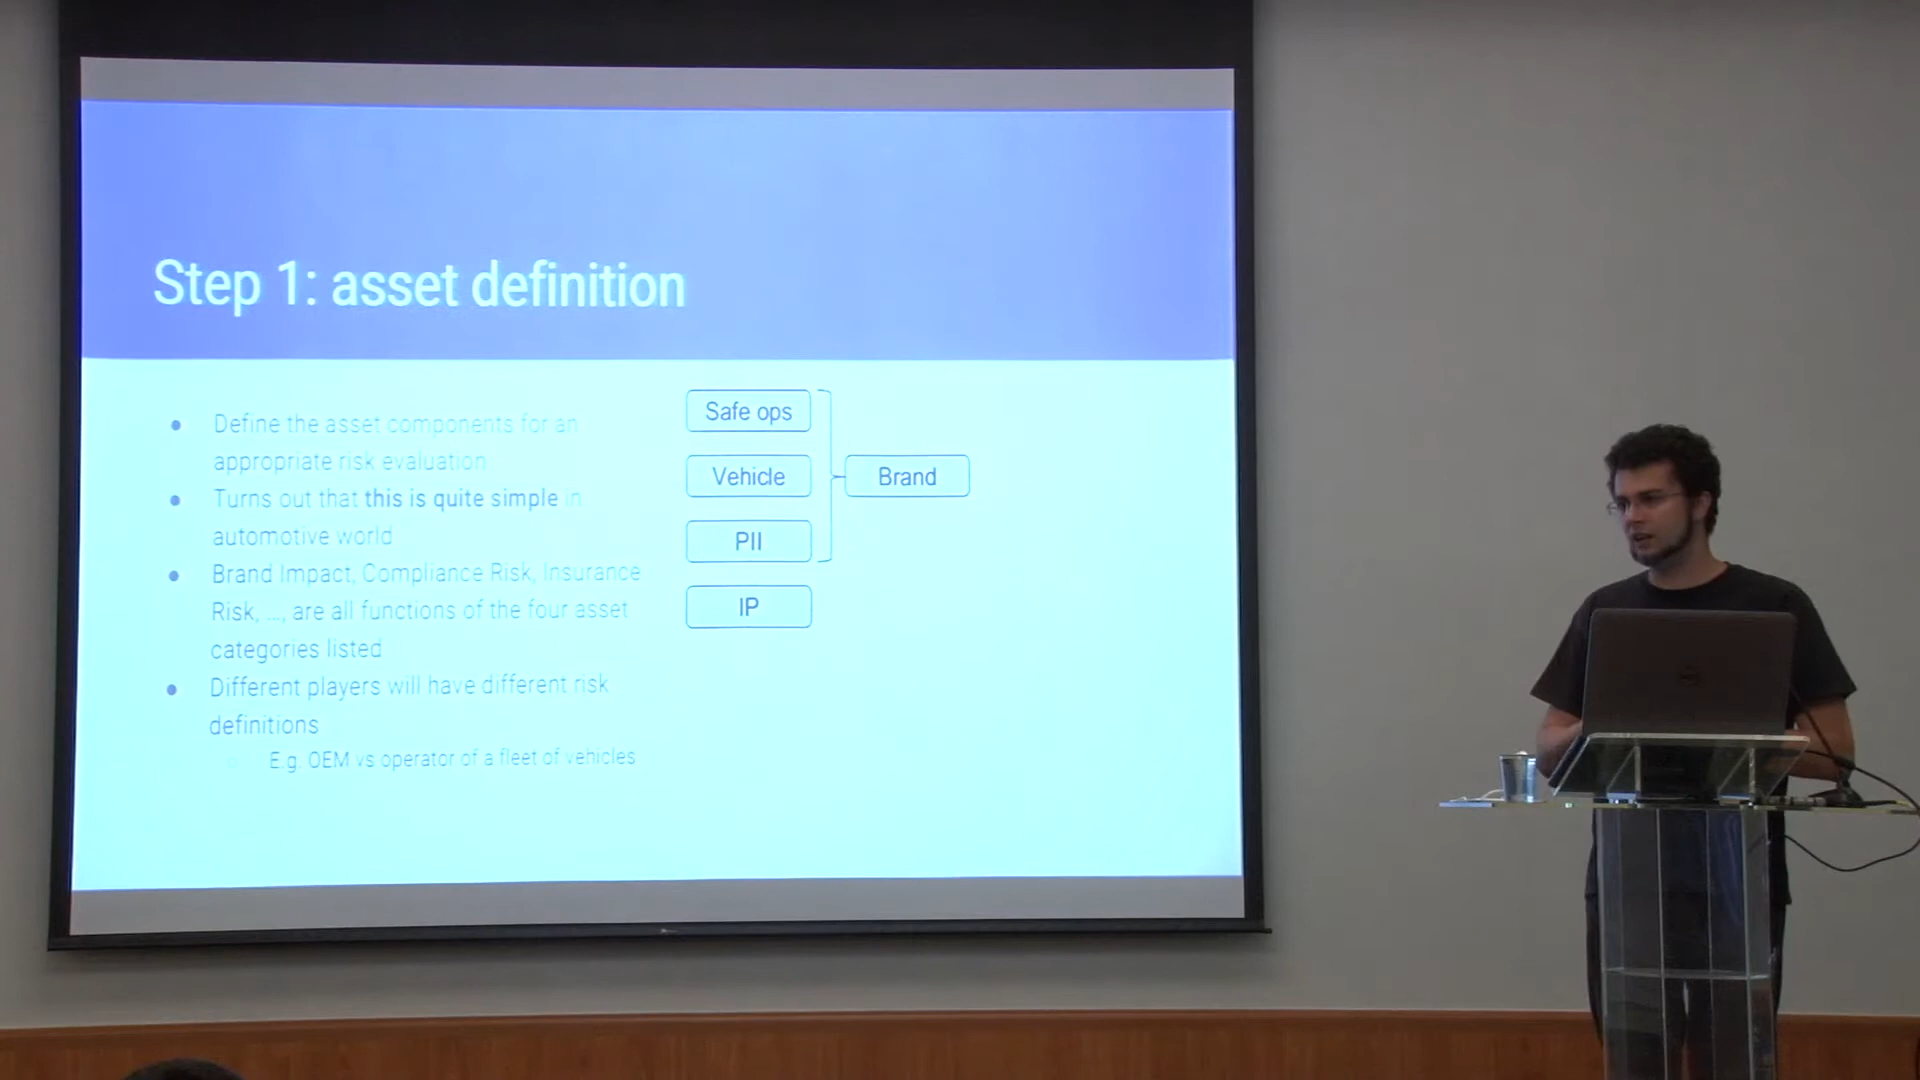 Step 1: asset definition
Define the asset components for an
appropriate risk evaluation
Turns out that this is quite simple in
automotive world
Brand Impact, Compliance Risk, Insurance
Risk, ..., are all functions of the four asset
categories listed
Different players will have different risk
definitions
E.g. OEM vs operator of a fleet of vehicles
Safe ops
Vehicle
PII
IP
Brand